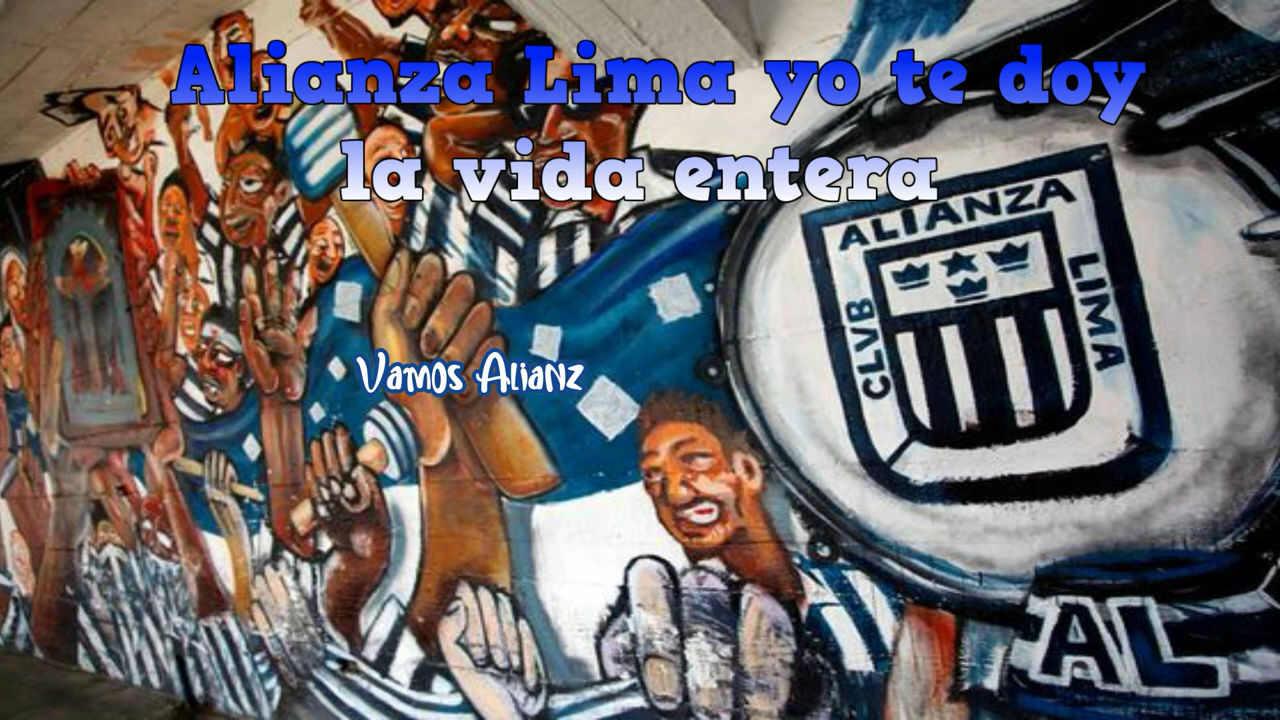 Alianza Lima yo te doy
la vida entera
ALIANZA
CLVB
LIMA
Vamos Alianz
AL